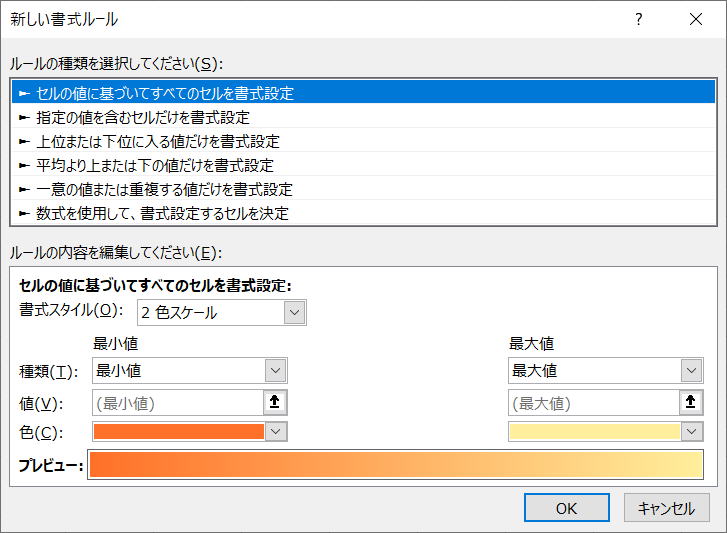 新しい書式ルール ?
ルールの種類を選択してください(S):
► セルの値に基づいてすべてのセルを書式設定
► 指定の値を含むセルだけを書式設定
► 上位または下位に入る値だけを書式設定
► 平均より上または下の値だけを書式設定
► 一意の値または重複する値だけを書式設定
► 数式を使用して、書式設定するセルを決定
ルールの内容を編集してください(E):
セルの値に基づいてすべてのセルを書式設定:
書式スタイル(O): 2 色スケール
最小値 最大値
種類(T): 最小値 最大値
値(V): (最小値) (最大値)
色(C):
プレビュー:
OK キャンセル